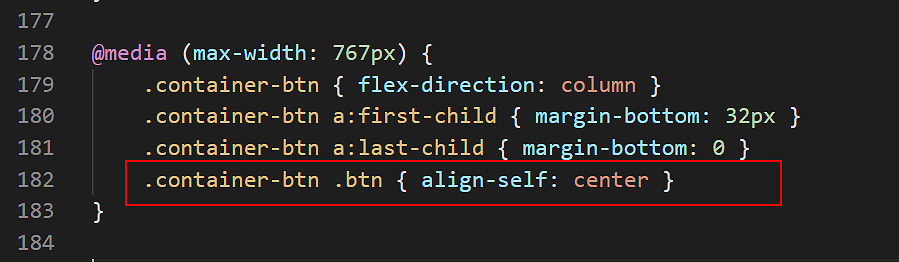 177
178 @media (max-width: 767px) {
179 .container-btn { flex-direction: column }
180 .container-btn a:first-child { margin-bottom: 32px }
181 .container-btn a:last-child { margin-bottom: 0 }
182 .container-btn .btn { align-self: center }
183 }
184